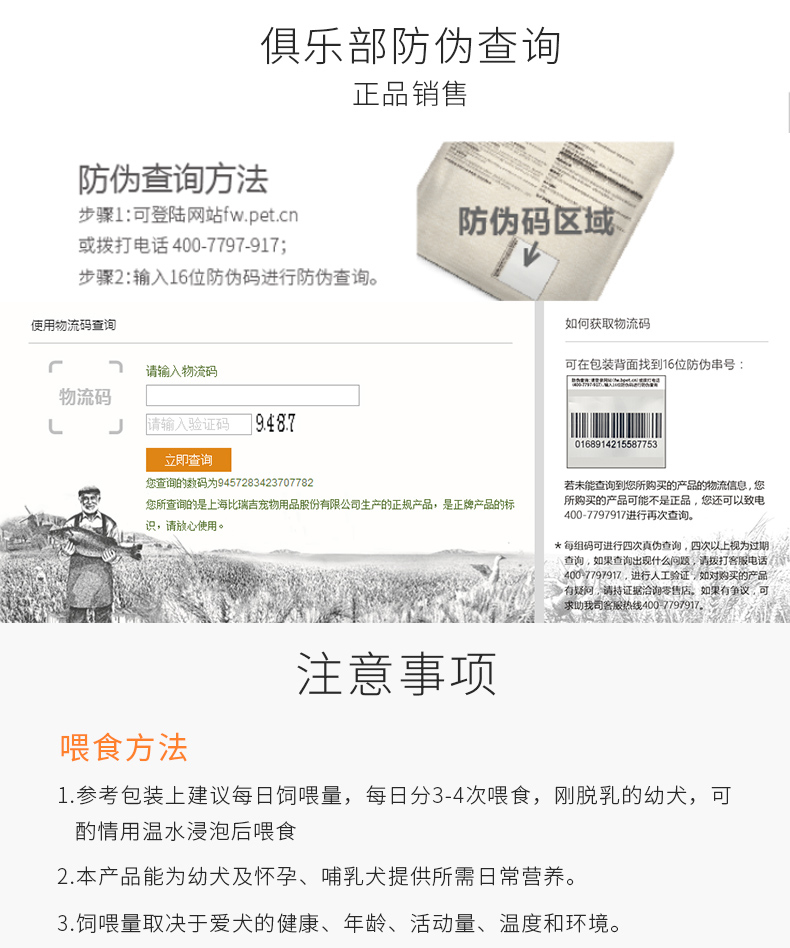 俱乐部防伪查询
正品销售
防伪查询方法
步骤1:可登陆网站fw.pet.cn
或拨打电话 400-7797-917;
步骤2:输入16位防伪码进行防伪查询。
防伪码区域
使用物流码查询
物流码
请输入物流码
请输入验证码 9487
立即查询
您查询的数码为9457283423707782
您所查询的是上海比瑞吉宠物用品股份有限公司生产的正规产品，是正牌产品的标
识，请放心使用。
如何获取物流码
可在包装背面找到16位防伪串号：
0168914215587753
若未能查询到您所购买的产品的物流信息，您
所购买的产品可能不是正品，您还可以致电
400-7797917进行再次查询。
*每组码可进行四次真伪查询，四次以上视为过期
查询，如果查询出现什么问题，请拨打客服电话
400-7797917，进行人工验证，如对购买的产品
有疑问，请持证据洽询零售店。如果有争议，可
求助我司客服热线400-7797917。
注意事项
喂食方法
1.参考包装上建议每日饲喂量，每日分3-4次喂食，刚脱乳的幼犬，可
酌情用温水浸泡后喂食
2.本产品能为幼犬及怀孕、哺乳犬提供所需日常营养。
3.饲喂量取决于爱犬的健康、年龄、活动量、温度和环境。